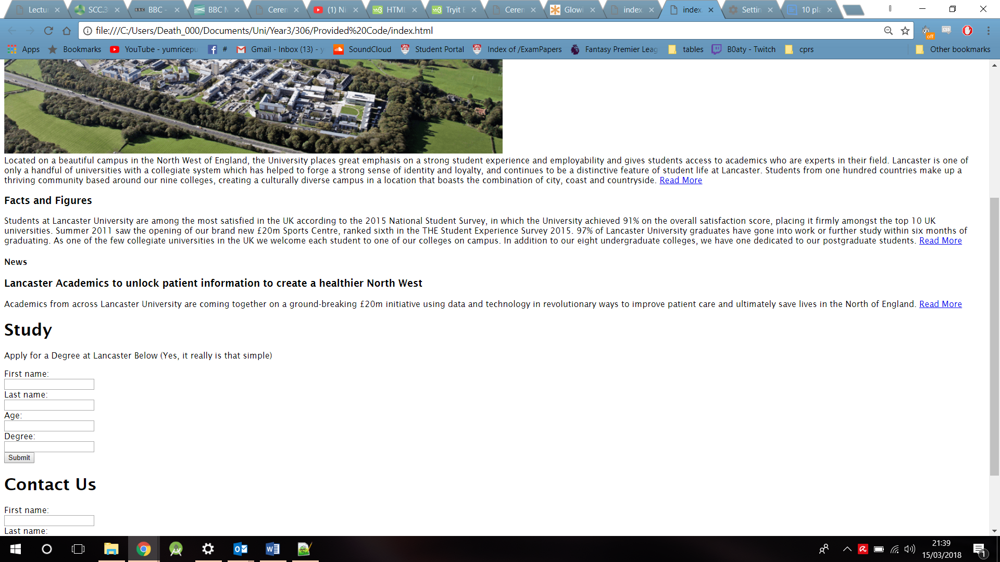 Lectu
SCC.3
BBC -
BBC M
Ceren
(1) Ni
HTML
Tryit E
Ceren
Glowi
index.
index.
Settin
10 pla
file:///C:/Users/Death_000/Documents/Uni/Year3/306/Provided%20Code/index.html
off
CSS
Apps
Bookmarks
YouTube - yumricepu
#
Gmail - Inbox (13) - y
SoundCloud
Student Portal
Index of /ExamPapers
Fantasy Premier Leag
tables
B0aty - Twitch
cprs
Other bookmarks
Located on a beautiful campus in the North West of England, the University places great emphasis on a strong student experience and employability and gives students access to academics who are experts in their field. Lancaster is one of
only a handful of universities with a collegiate system which has helped to forge a strong sense of identity and loyalty, and continues to be a distinctive feature of student life at Lancaster. Students from one hundred countries make up a
thriving community based around our nine colleges, creating a culturally diverse campus in a location that boasts the combination of city, coast and countryside. Read More
Facts and Figures
Students at Lancaster University are among the most satisfied in the UK according to the 2015 National Student Survey, in which the University achieved 91% on the overall satisfaction score, placing it firmly amongst the top 10 UK
universities. Summer 2011 saw the opening of our brand new £20m Sports Centre, ranked sixth in the THE Student Experience Survey 2015. 97% of Lancaster University graduates have gone into work or further study within six months of
graduating. As one of the few collegiate universities in the UK we welcome each student to one of our colleges on campus. In addition to our eight undergraduate colleges, we have one dedicated to our postgraduate students. Read More
News
Lancaster Academics to unlock patient information to create a healthier North West
Academics from across Lancaster University are coming together on a ground-breaking £20m initiative using data and technology in revolutionary ways to improve patient care and ultimately save lives in the North of England. Read More
Study
Apply for a Degree at Lancaster Below (Yes, it really is that simple)
First name:
Last name:
Age:
Degree:
Submit
Contact Us
First name:
Last name:
21:39
15/03/2018
1